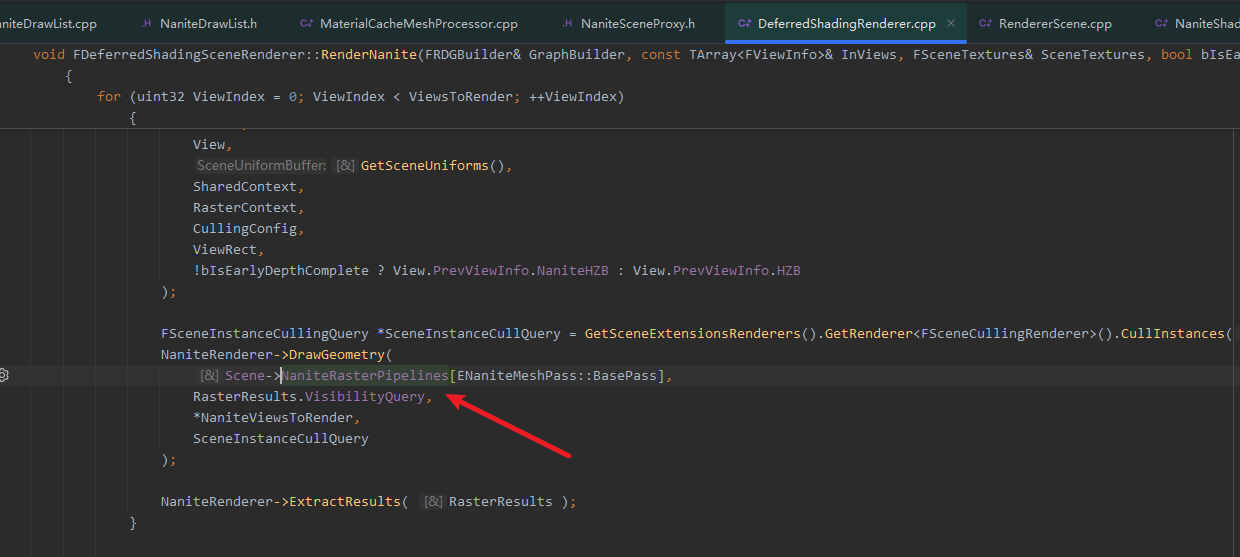 naniteDrawList.cpp .H NaniteDrawList.h C+ MaterialCacheMeshProcessor.cpp .H NaniteSceneProxy.h C+ DeferredShadingRenderer.cpp × C+ RendererScene.cpp C+ NaniteShad
void FDeferredShadingSceneRenderer::RenderNanite(FRDGBuilder& GraphBuilder, const TArray<FViewInfo>& InViews, FSceneTextures& SceneTextures, bool bIsEa
{
for (uint32 ViewIndex = 0; ViewIndex < ViewsToRender; ++ViewIndex)
{
View,
SceneUniformBuffer: [&] GetSceneUniforms(),
SharedContext,
RasterContext,
CullingConfig,
ViewRect,
!bIsEarlyDepthComplete ? View.PrevViewInfo.NaniteHZB : View.PrevViewInfo.HZB
);
FSceneInstanceCullingQuery *SceneInstanceCullQuery = GetSceneExtensionsRenderers().GetRenderer<FSceneCullingRenderer>().CullInstances(
NaniteRenderer->DrawGeometry(
[&] Scene->NaniteRasterPipelines[ENaniteMeshPass::BasePass],
RasterResults.VisibilityQuery,
*NaniteViewsToRender,
SceneInstanceCullQuery
);
NaniteRenderer->ExtractResults( [&] RasterResults );
}